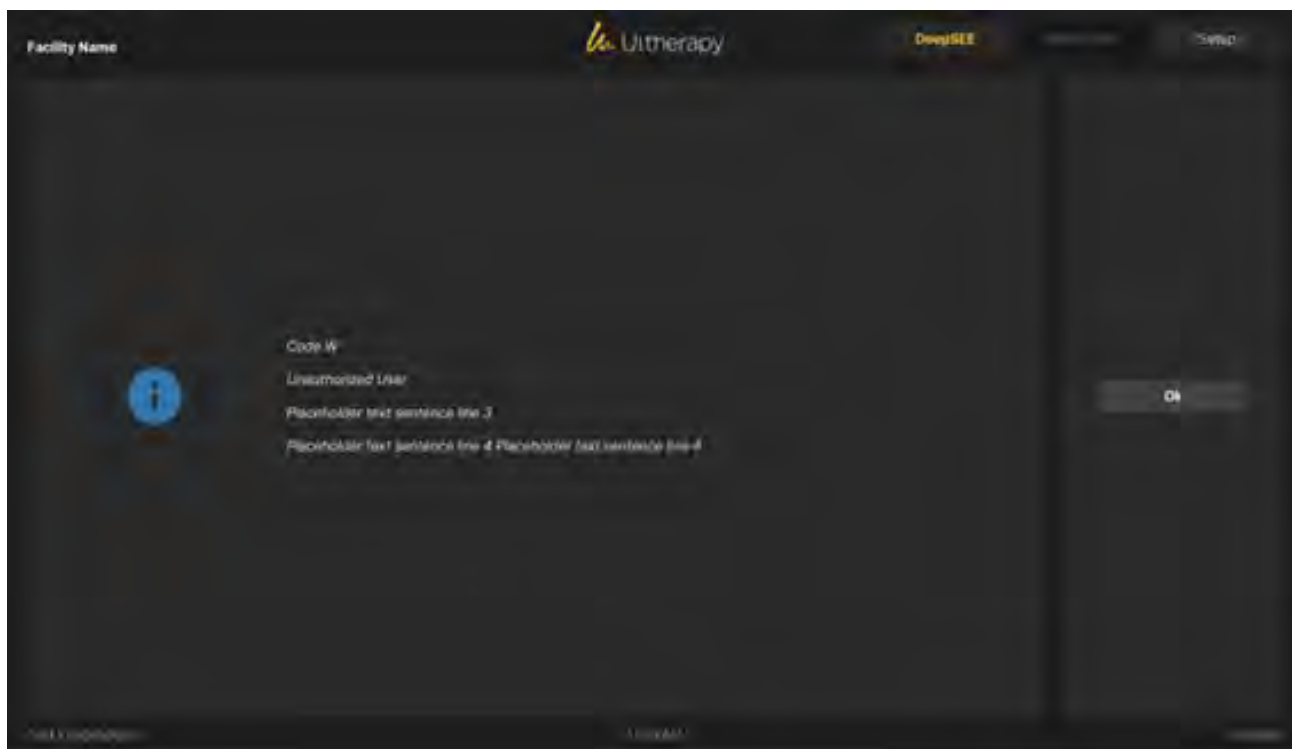 Facility Name
Ultherapy
DeepSEE
Setup
Code #
Unauthorized User
Placeholder text sentence line 3
Placeholder text sentence line 4 Placeholder text sentence line 4
Ok